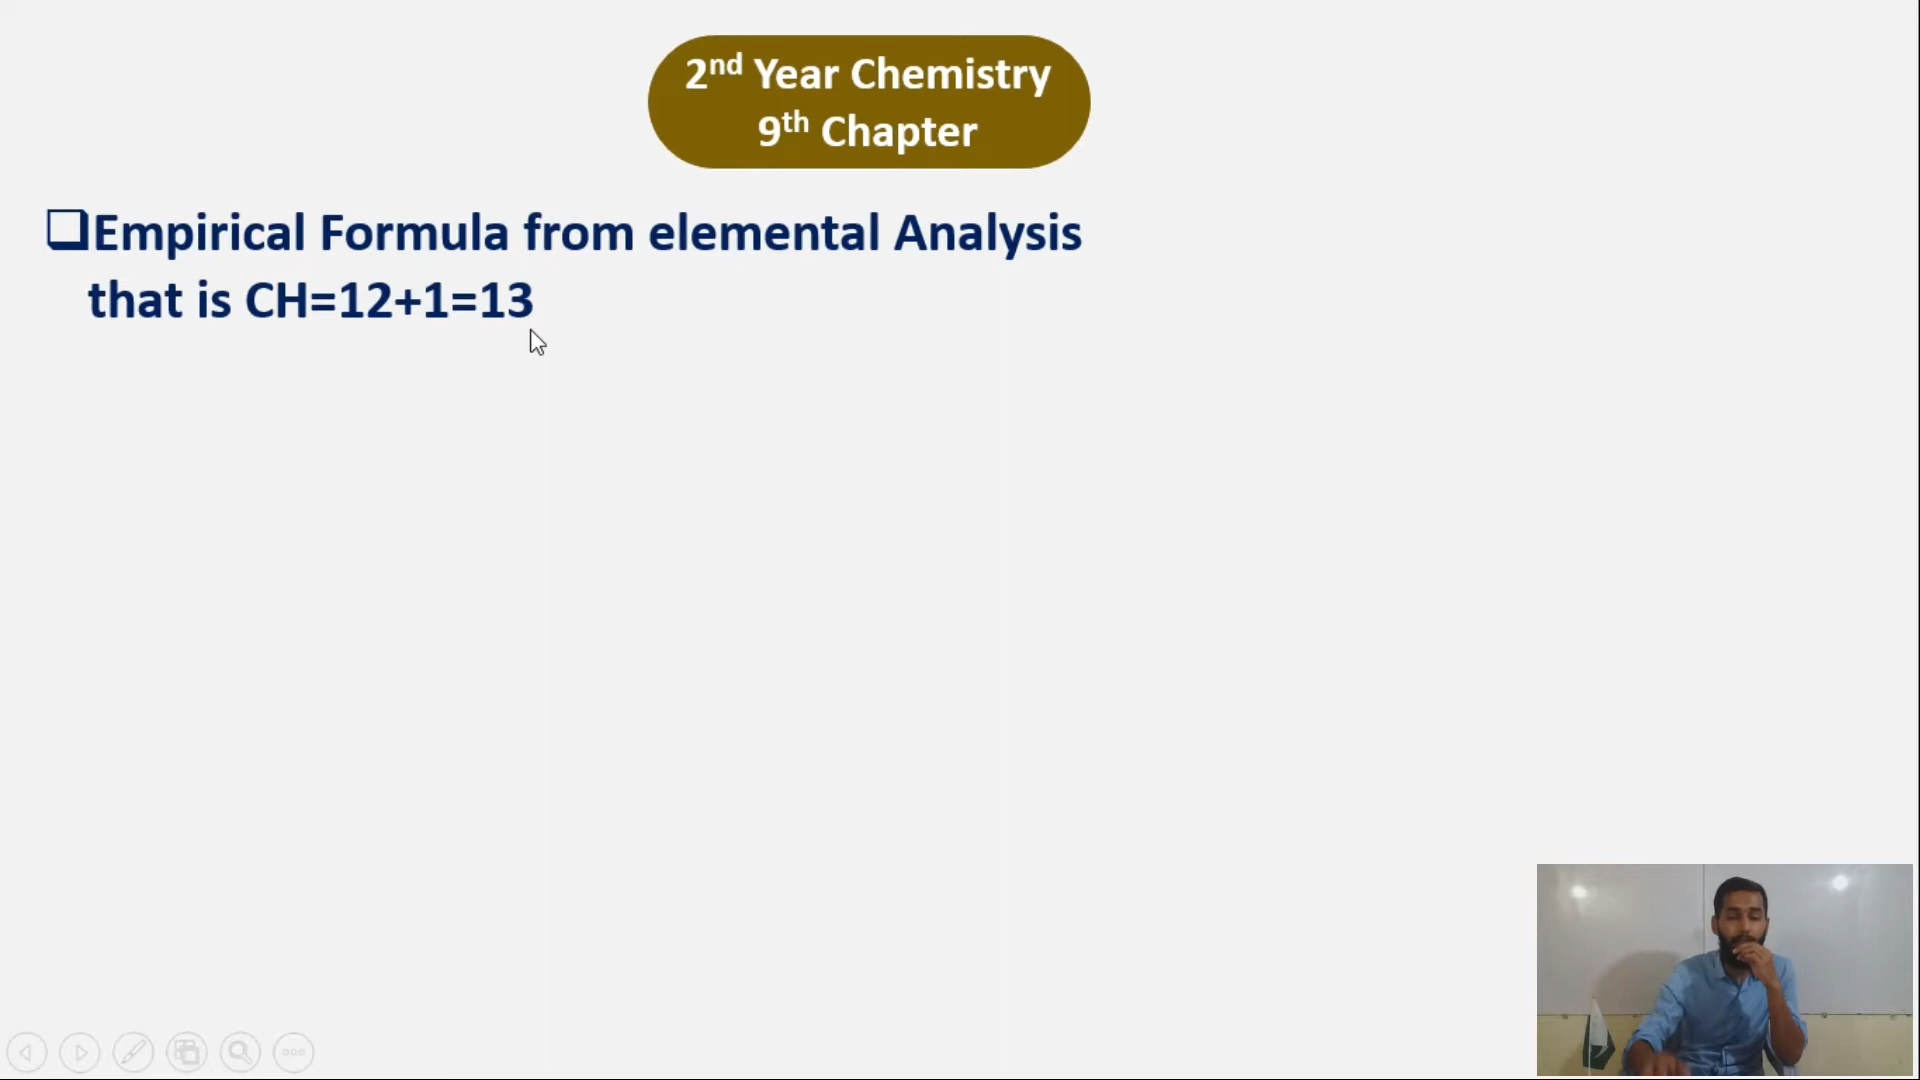 2nd Year Chemistry
9th Chapter
Empirical Formula from elemental Analysis
that is CH=12+1=13